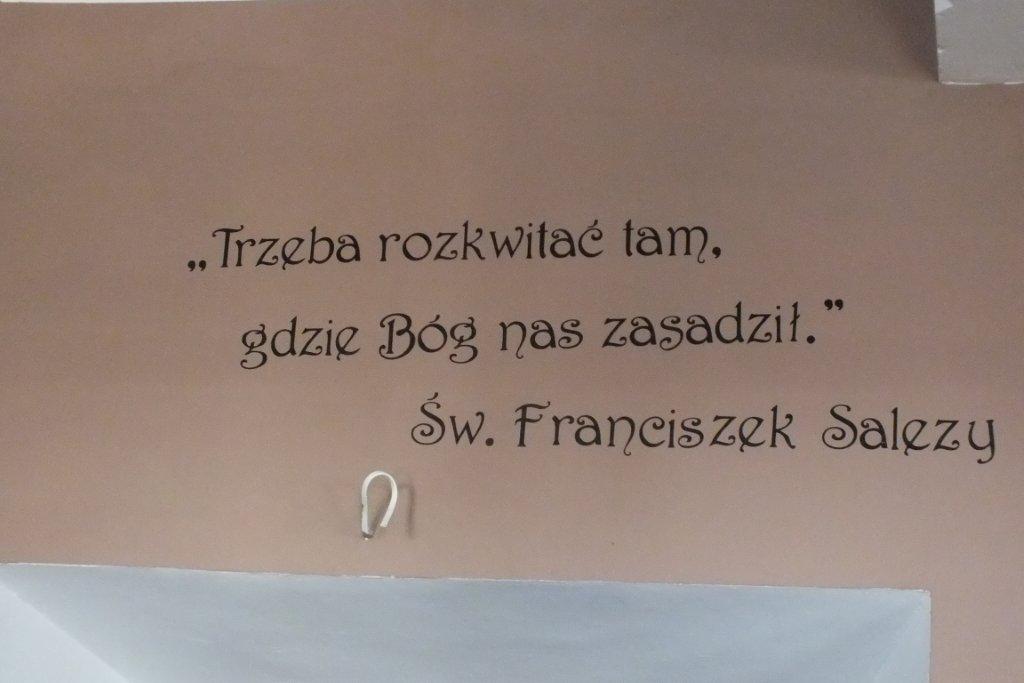 „Trzeba rozkwitać tam,
gdzie Bóg nas zasadził.”
Św. Franciszek Salezy